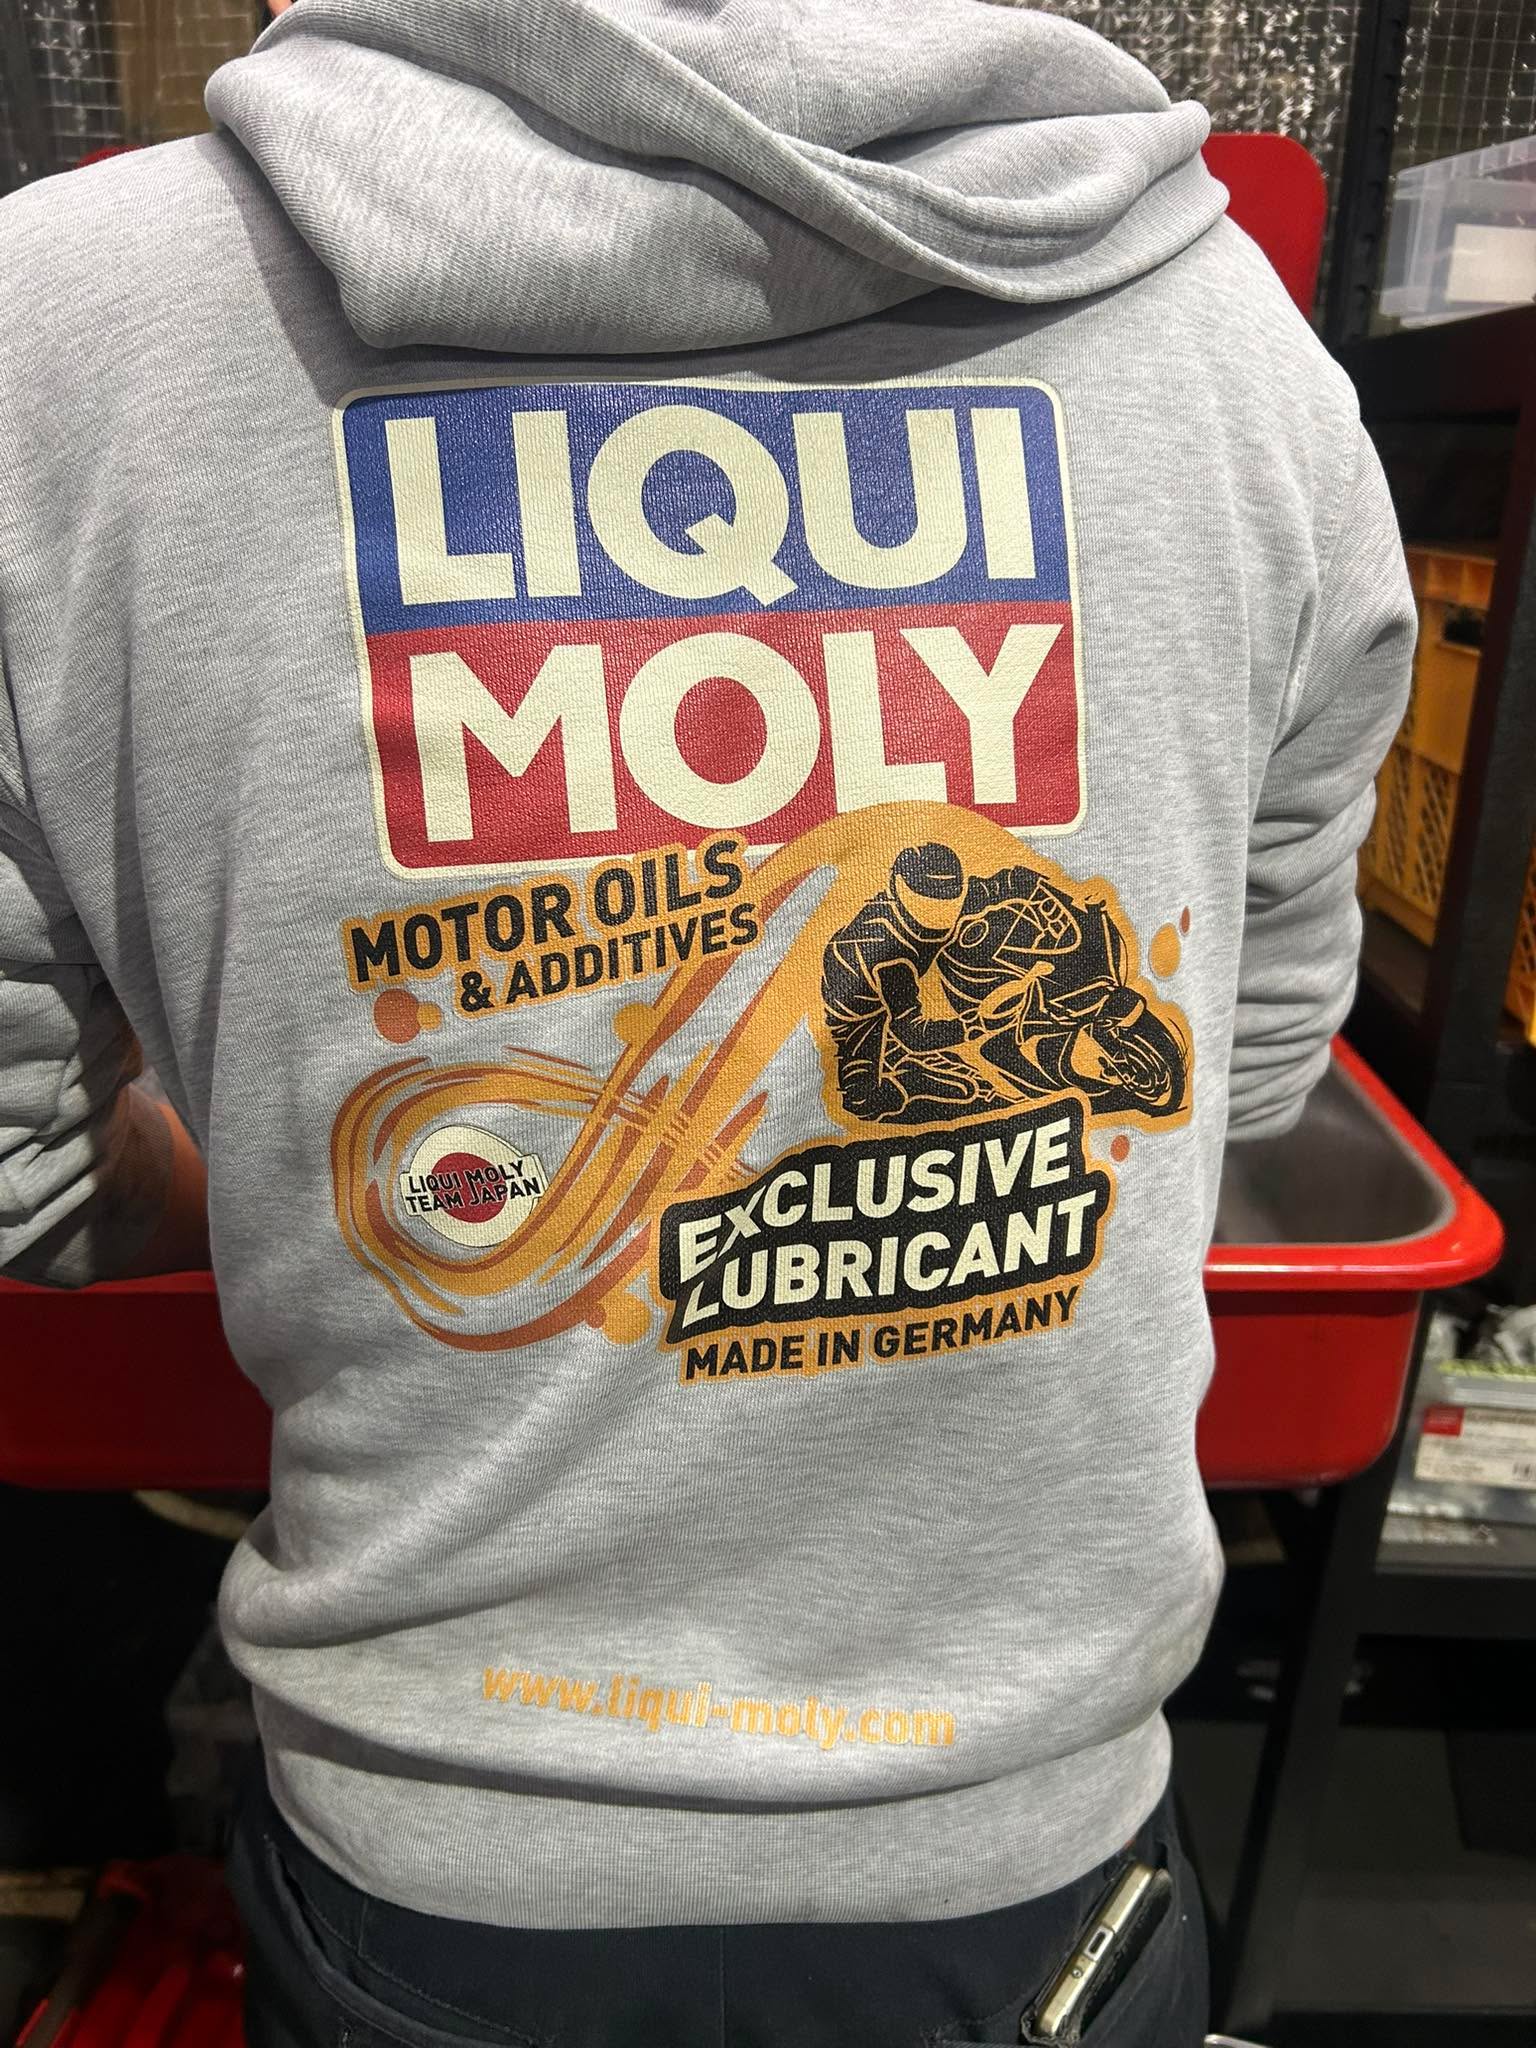 LIQUI
MOLY
MOTOR OILS
& ADDITIVES
LIQUI MOLY
TEAM JAPAN
EXCLUSIVE
LUBRICANT
MADE IN GERMANY
www.liqui-moly.com